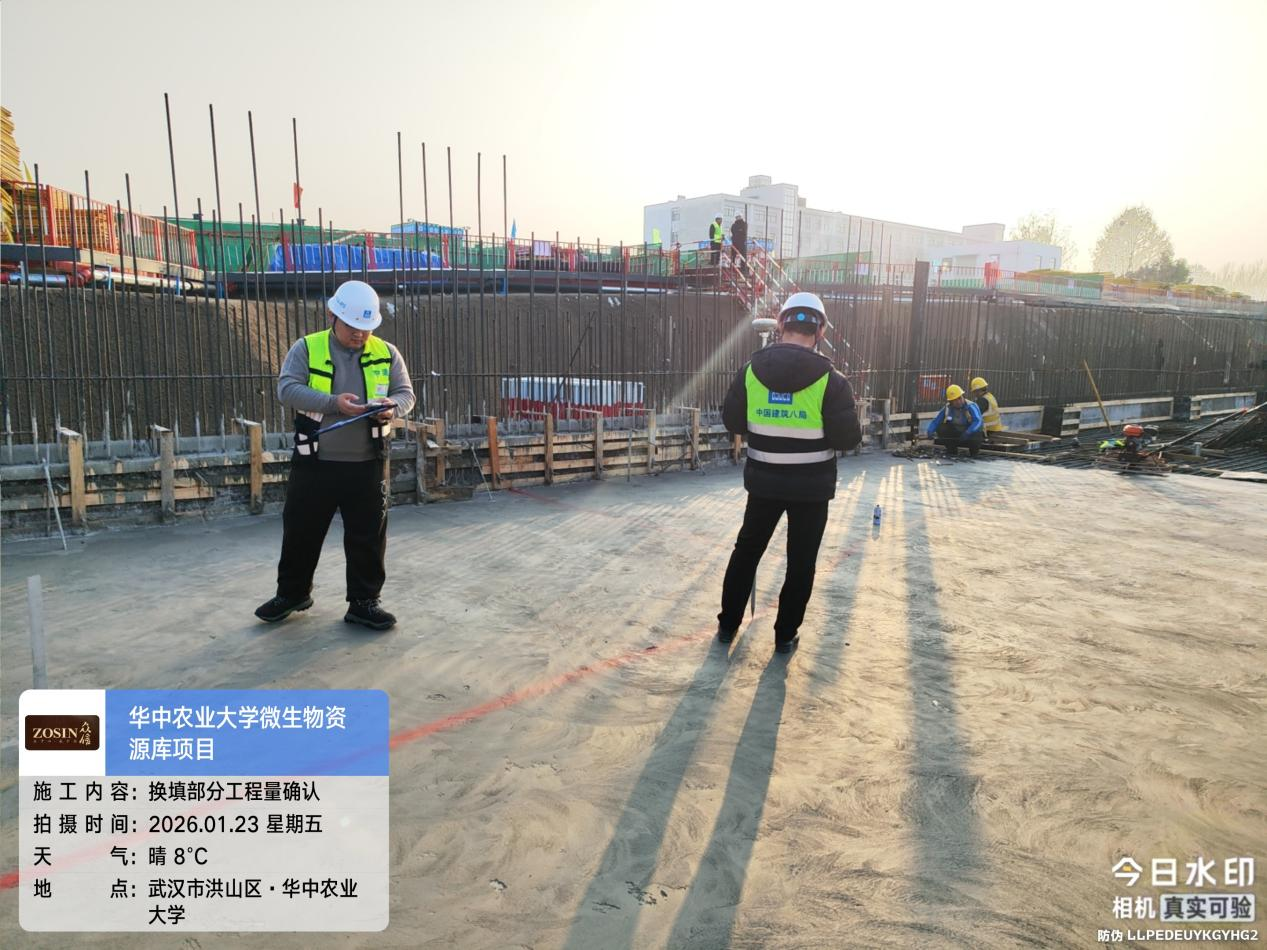 中国建筑八局
ZOSIN 众鑫
华中农业大学微生物资
源库项目
施工内容：换填部分工程量确认
拍摄时间：2026.01.23 星期五
天气：晴 8℃
地点：武汉市洪山区·华中农业
大学
今日水印
相机 真实可验
防伪 LLPEDEUYKGYHG2